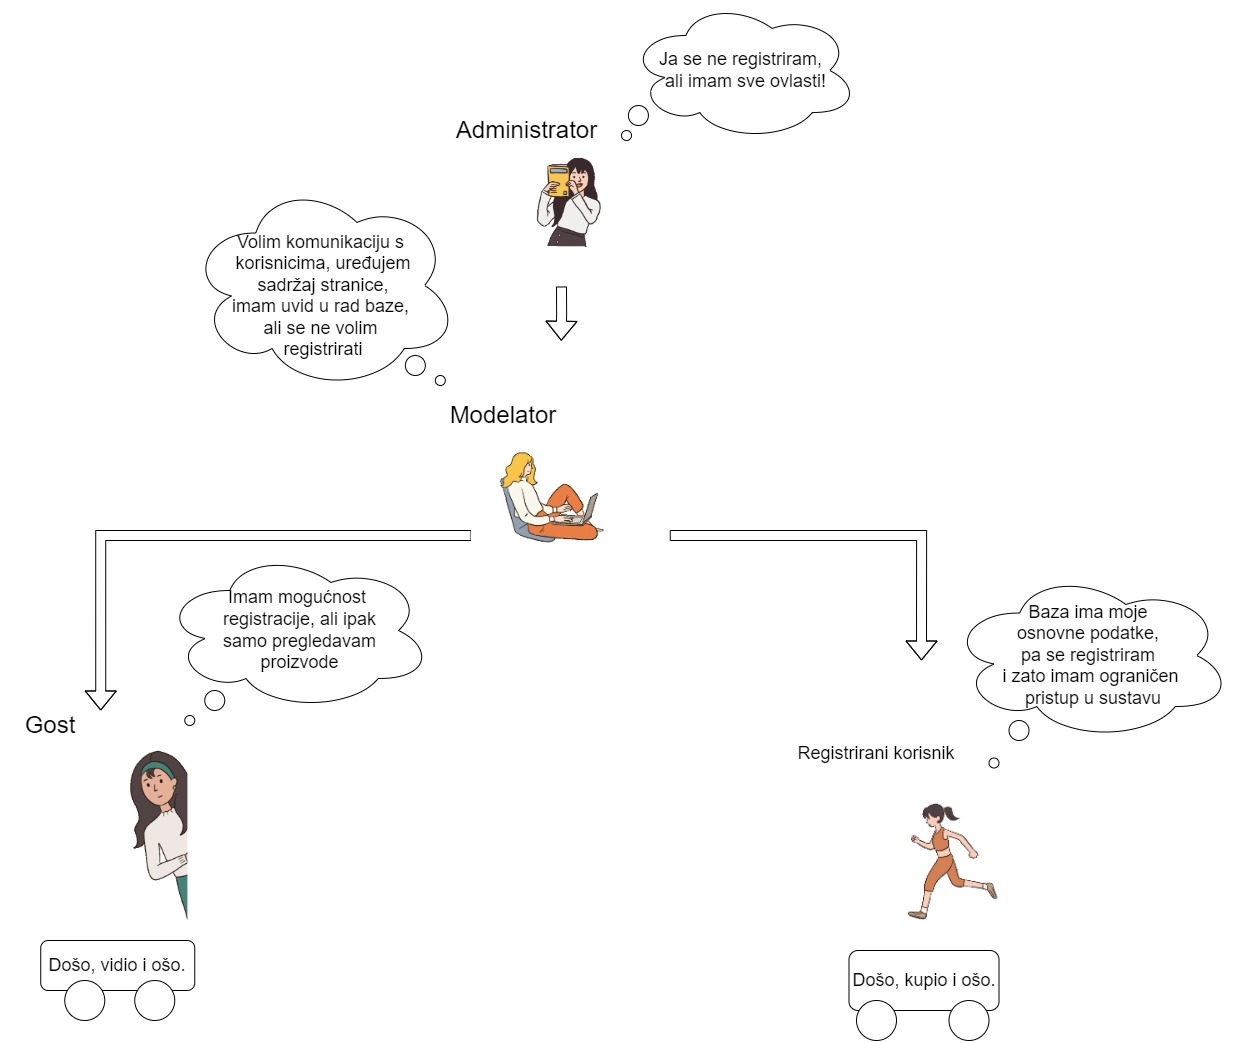 Ja se ne registriram,
ali imam sve ovlasti!
Administrator
Volim komunikaciju s
korisnicima, uređujem
sadržaj stranice,
imam uvid u rad baze,
ali se ne volim
registrirati
Modelator
Imam mogućnost
registracije, ali ipak
samo pregledavam
proizvode
Baza ima moje
osnovne podatke,
pa se registriram
i zato imam ograničen
pristup u sustavu
Gost
Registrirani korisnik
Došo, vidio i ošo.
Došo, kupio i ošo.